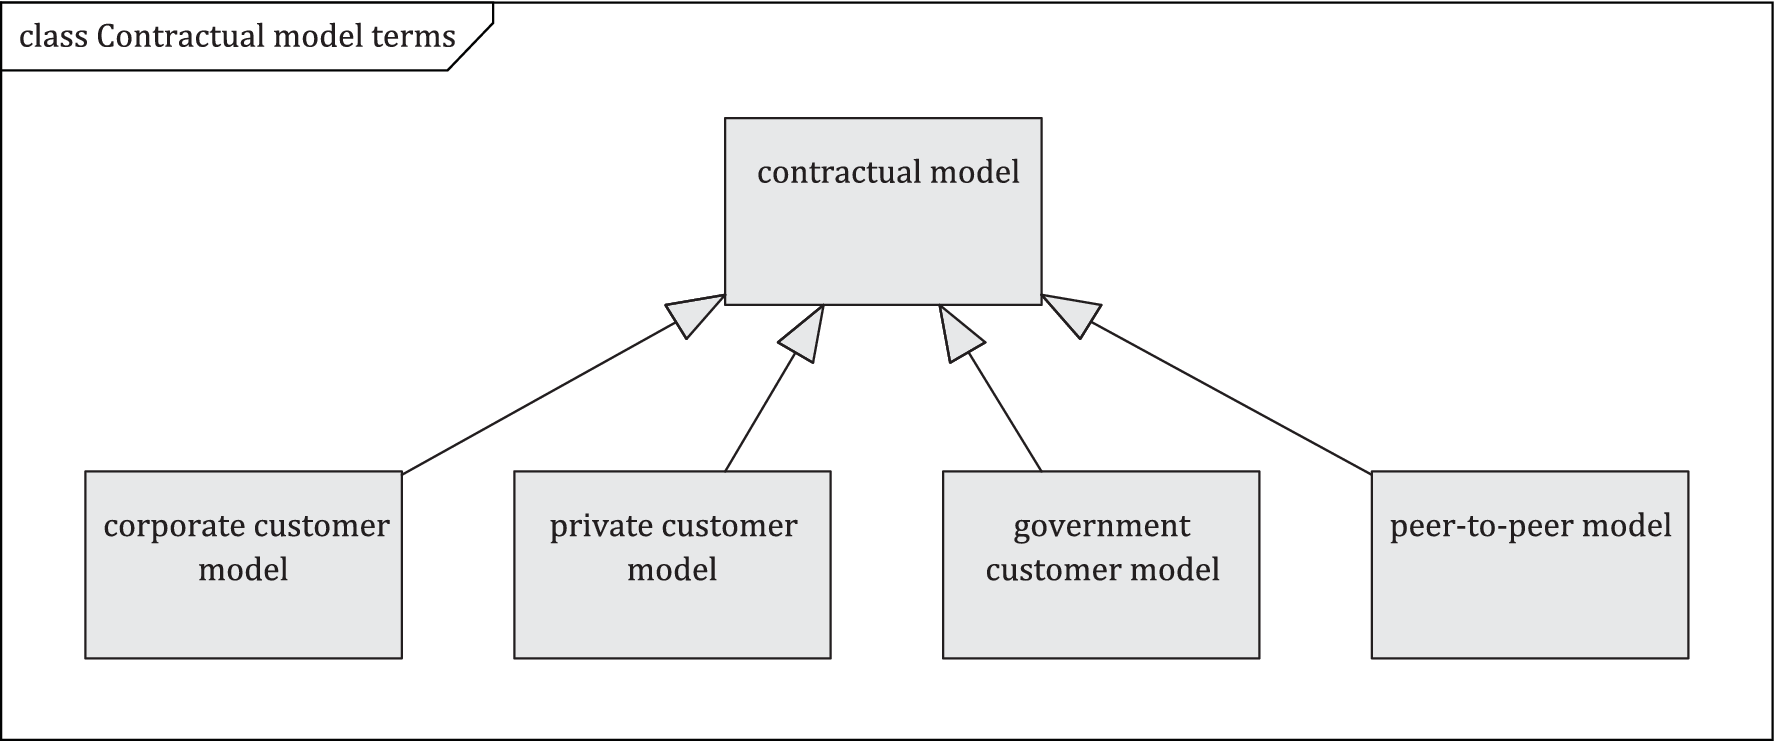 class Contractual model terms
contractual model
corporate customer
model
private customer
model
government
customer model
peer-to-peer model